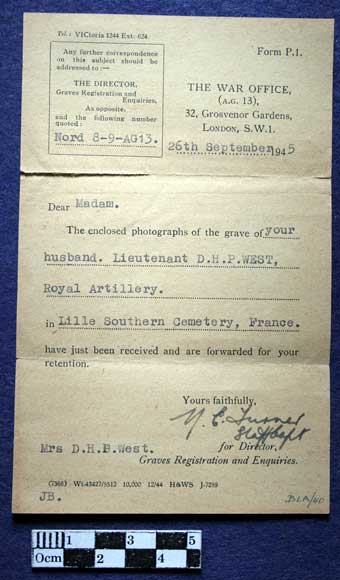 Tel.: VICtoria 1244 Ext. 624.
Form P.1.
Any further correspondence
on this subject should be
addressed to:—
THE DIRECTOR,
Graves Registration and
Enquiries,
As opposite,
and the following number
quoted:
Nord 8-9-AG13.
THE WAR OFFICE,
(A.G. 13),
32, Grosvenor Gardens,
London, S.W.1.
26th September, 1945
Dear Madam.
The enclosed photographs of the grave of your
husband. Lieutenant D.H.P.WEST,
Royal Artillery.
in Lille Southern Cemetery, France.
have just been received and are forwarded for your
retention.
Yours faithfully,
Turner
Staff Capt
for Director,
Graves Registration and Enquiries.
Mrs D.H.P.West.
10,000 12/44 H&WS
JB.
0cm 1 2 3 4 5